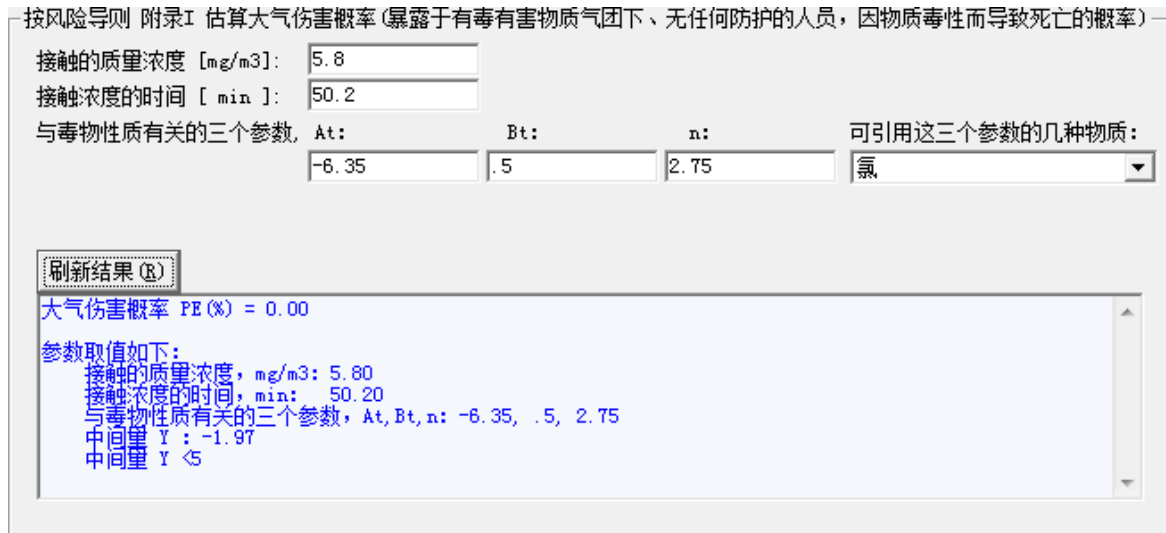 按风险导则 附录I 估算大气伤害概率(暴露于有毒有害物质气团下、无任何防护的人员，因物质毒性而导致死亡的概率)
接触的质量浓度 [mg/m3]: 5.8
接触浓度的时间 [ min ]: 50.2
与毒物性质有关的三个参数, At: Bt: n: 可引用这三个参数的几种物质:
-6.35 .5 2.75 氯
刷新结果(R)
大气伤害概率 PE(%) = 0.00
参数取值如下:
接触的质量浓度，mg/m3: 5.80
接触浓度的时间，min: 50.20
与毒物性质有关的三个参数，At,Bt,n: -6.35, .5, 2.75
中间量 Y : -1.97
中间量 Y <5